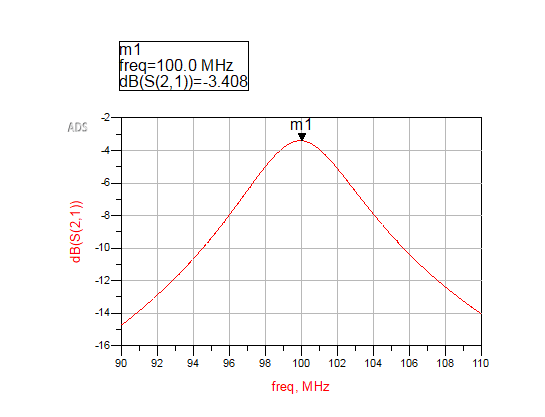 m1
freq=100.0 MHz
dB(S(2,1))=-3.408
ADS
m1
-2
-4
-6
-8
-10
-12
-14
-16
dB(S(2,1))
90 92 94 96 98 100 102 104 106 108 110
freq, MHz